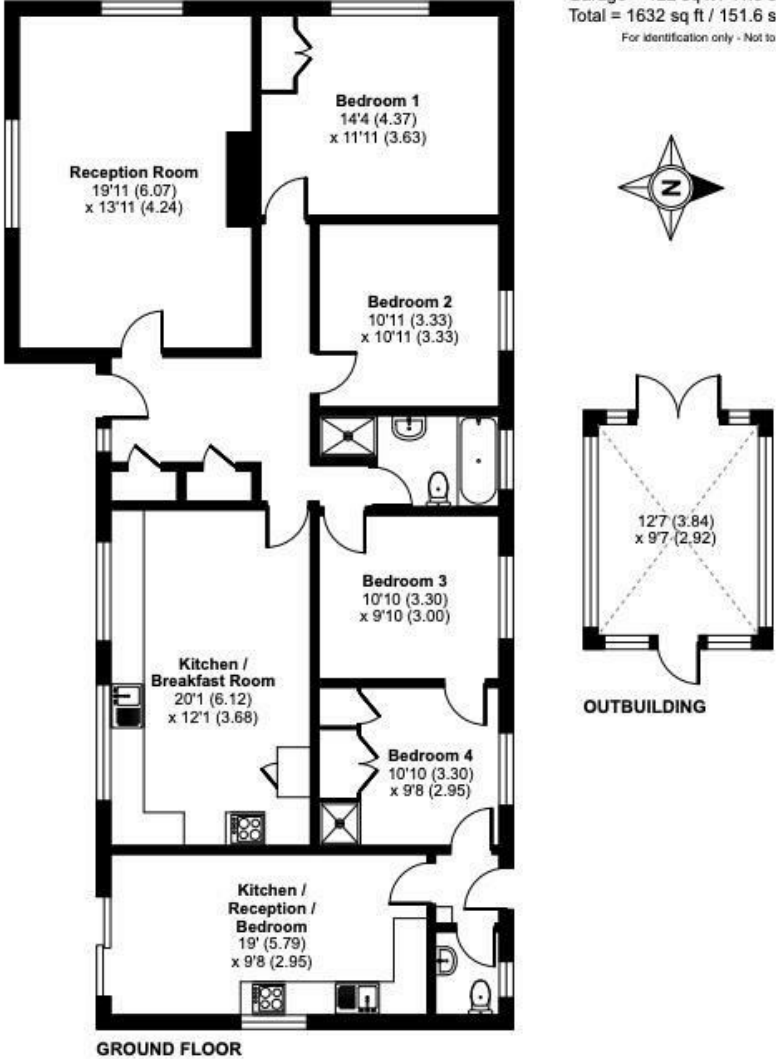 Total = 1632 sq ft / 151.6 s
For identification only - Not to
Bedroom 1
14'4 (4.37)
x 11'11 (3.63)
Reception Room
19'11 (6.07)
x 13'11 (4.24)
N
Bedroom 2
10'11 (3.33)
x 10'11 (3.33)
12'7 (3.84)
x 9'7 (2.92)
Bedroom 3
10'10 (3.30)
x 9'10 (3.00)
Kitchen /
Breakfast Room
20'1 (6.12)
x 12'1 (3.68)
OUTBUILDING
Bedroom 4
10'10 (3.30)
x 9'8 (2.95)
Kitchen /
Reception /
Bedroom
19' (5.79)
x 9'8 (2.95)
GROUND FLOOR